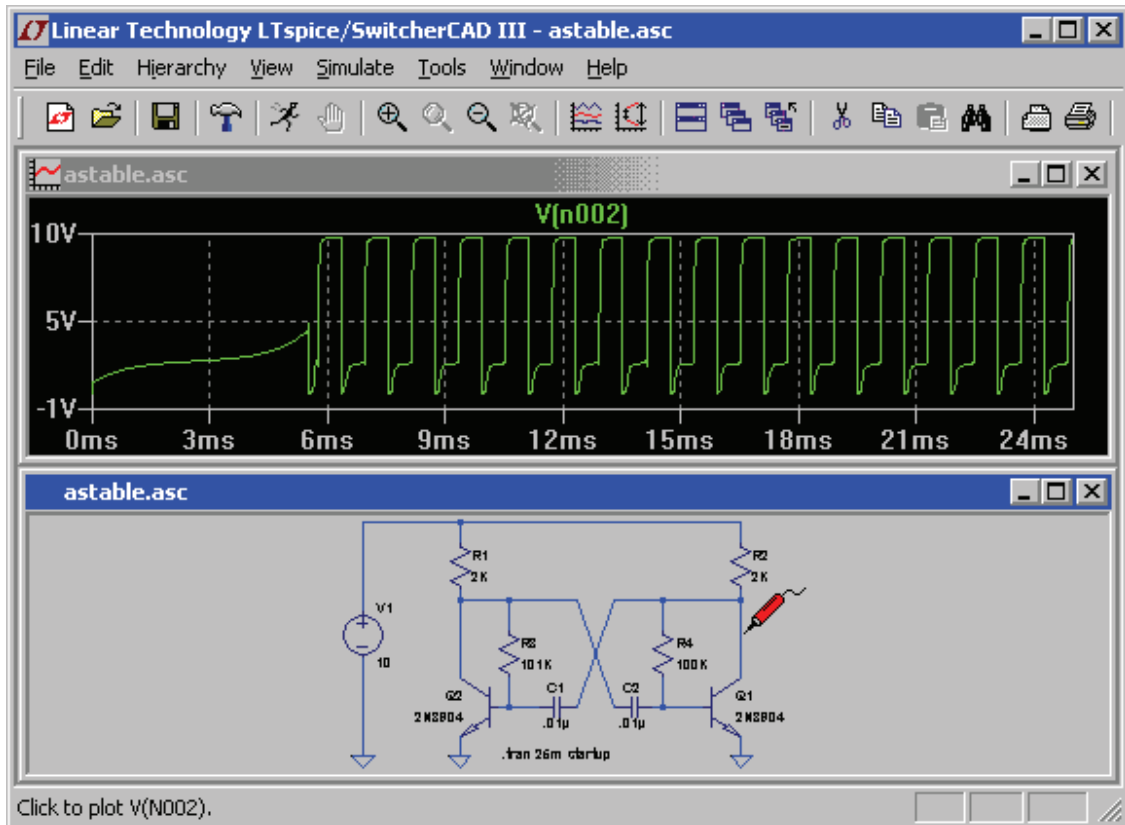 Linear Technology LTspice/SwitcherCAD III - astable.asc
File Edit Hierarchy View Simulate Tools Window Help
astable.asc
V(n002)
10V
5V
-1V
0ms 3ms 6ms 9ms 12ms 15ms 18ms 21ms 24ms
astable.asc
R1
2K
R2
2K
V1
10
R3
101K
R4
100K
C1
.01µ
C2
.01µ
Q2
2N3904
Q1
2N3904
.tran 26m startup
Click to plot V(N002).